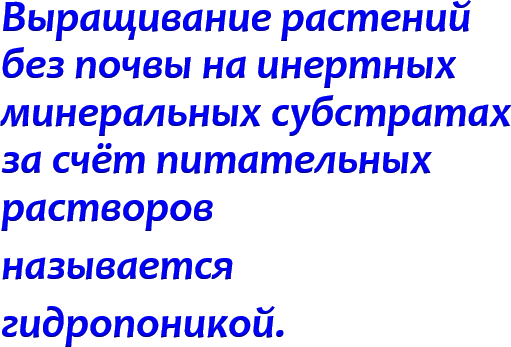 Выращивание растений
без почвы на инертных
минеральных субстратах
за счёт питательных
растворов
называется
гидропоникой.